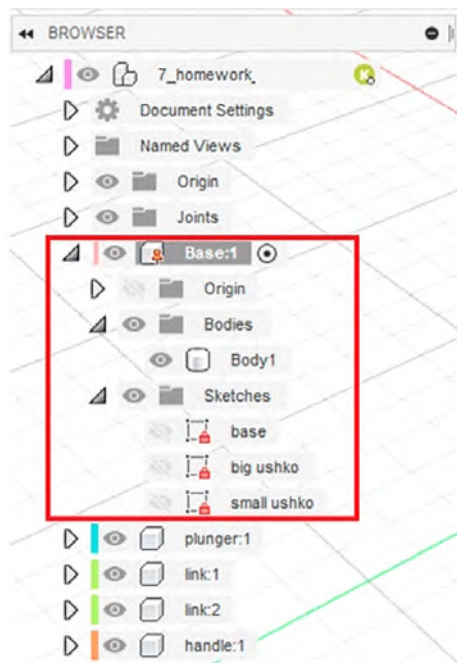 BROWSER
7_homework_
Document Settings
Named Views
Origin
Joints
Base:1
Origin
Bodies
Body1
Sketches
base
big ushko
small ushko
plunger:1
link:1
link:2
handle:1